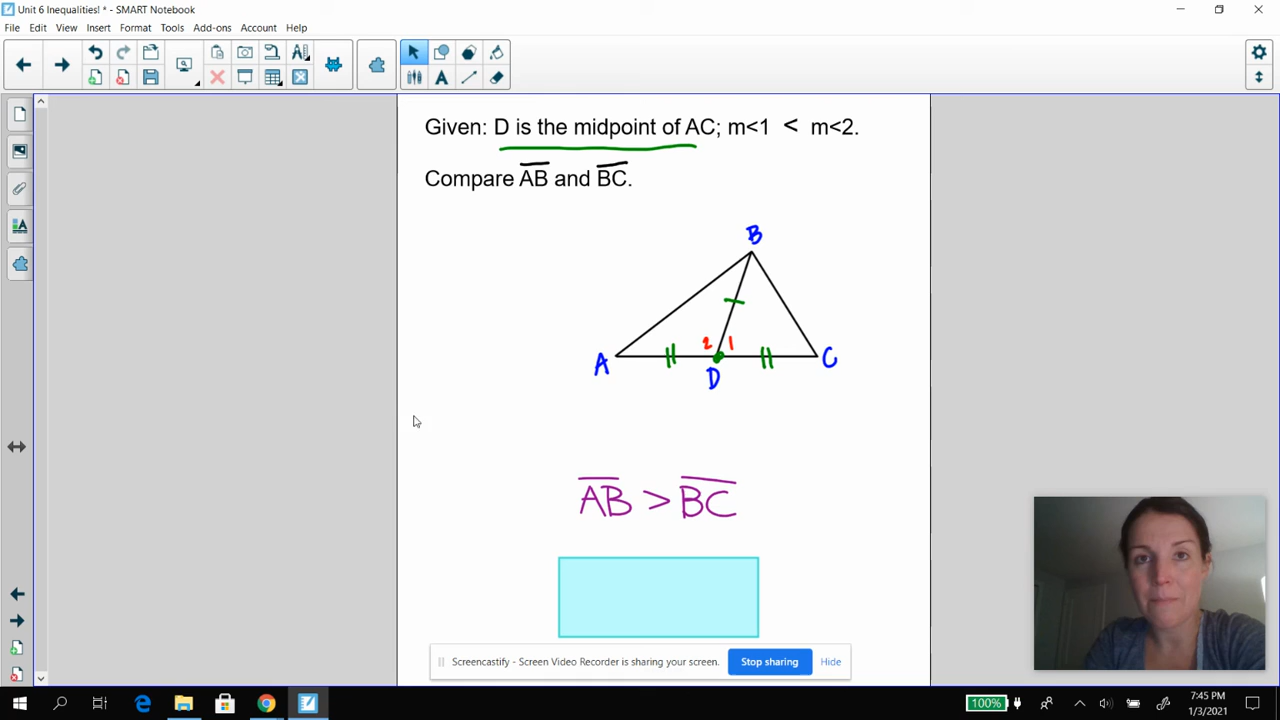 Unit 6 Inequalities! * - SMART Notebook
File Edit View Insert Format Tools Add-ons Account Help
Given: D is the midpoint of AC; m<1 < m<2.
Compare AB and BC.
B
2 1
A
D
C
AB > BC
Screencastify - Screen Video Recorder is sharing your screen.
Stop sharing
Hide
100%
7:45 PM
1/3/2021